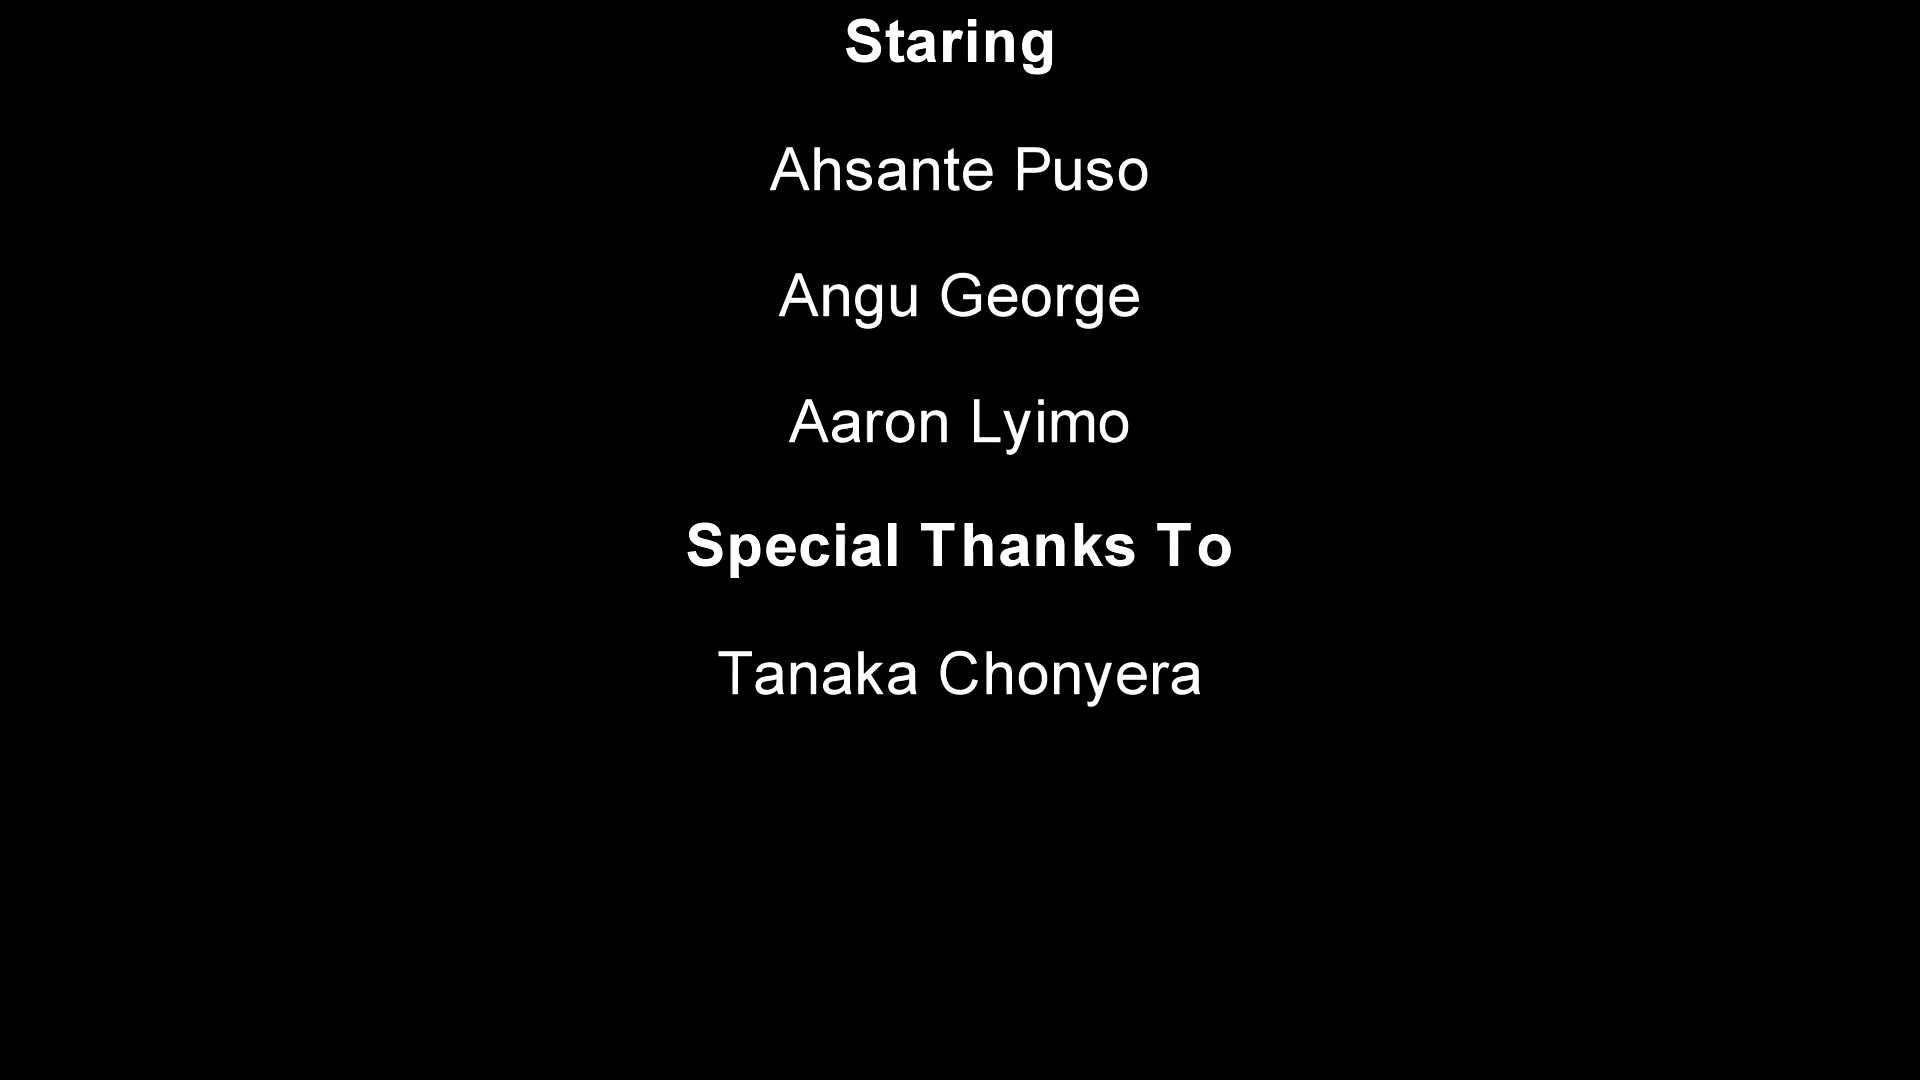 Staring
Ahsante Puso
Angu George
Aaron Lyimo
Special Thanks To
Tanaka Chonyera